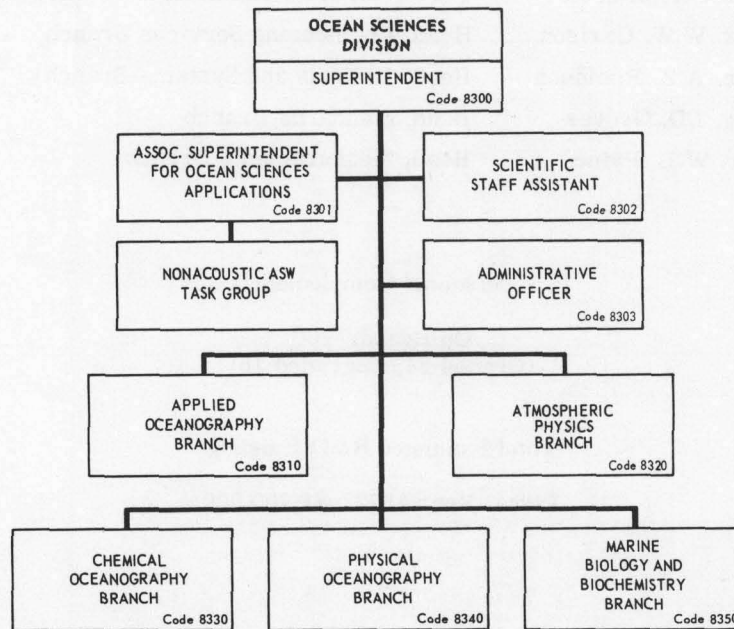 OCEAN SCIENCES
DIVISION
SUPERINTENDENT
Code 8300
ASSOC. SUPERINTENDENT
FOR OCEAN SCIENCES
APPLICATIONS
Code 8301
SCIENTIFIC
STAFF ASSISTANT
Code 8302
NONACOUSTIC ASW
TASK GROUP
ADMINISTRATIVE
OFFICER
Code 8303
APPLIED
OCEANOGRAPHY
BRANCH
Code 8310
ATMOSPHERIC
PHYSICS
BRANCH
Code 8320
CHEMICAL
OCEANOGRAPHY
BRANCH
Code 8330
PHYSICAL
OCEANOGRAPHY
BRANCH
Code 8340
MARINE
BIOLOGY AND
BIOCHEMISTRY
BRANCH
Code 8350